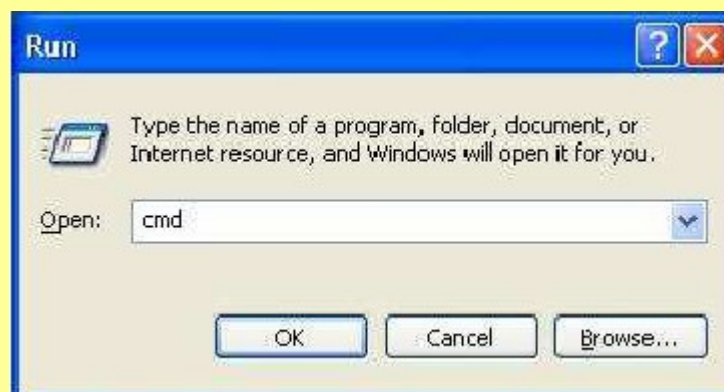 Run
Type the name of a program, folder, document, or
Internet resource, and Windows will open it for you.
Open: cmd
OK Cancel Browse...